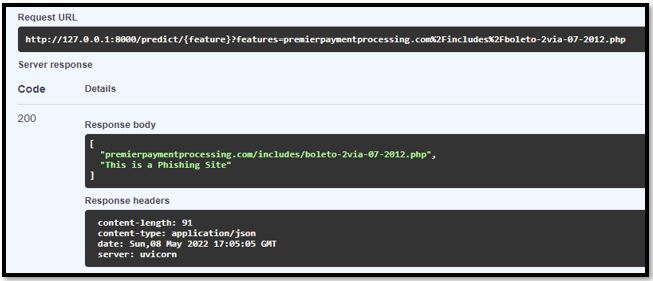 Request URL
http://127.0.0.1:8000/predict/{feature}?features=premierpaymentprocessing.com%2Fincludes%2Fboleto-2via-07-2012.php
Server response
Code Details
200
Response body
[
"premierpaymentprocessing.com/includes/boleto-2via-07-2012.php",
"This is a Phishing Site"
]
Response headers
content-length: 91
content-type: application/json
date: Sun,08 May 2022 17:05:05 GMT
server: uvicorn